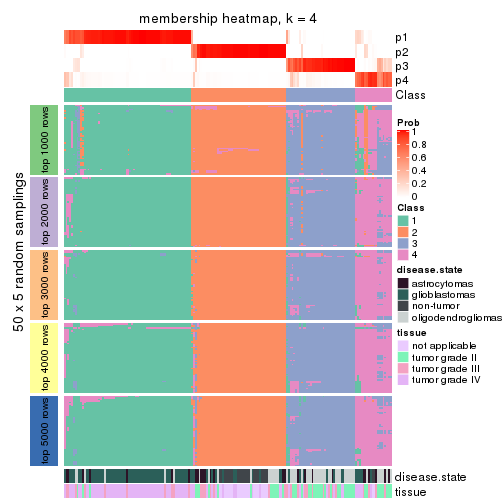 membership heatmap, k = 4
p1
p2
p3
p4
Class
50 x 5 random samplings
top 1000 rows
top 2000 rows
top 3000 rows
top 4000 rows
top 5000 rows
Prob
1
0.8
0.6
0.4
0.2
0
Class
1
2
3
4
disease.state
astrocytomas
glioblastomas
non-tumor
oligodendrogliomas
tissue
not applicable
tumor grade II
tumor grade III
tumor grade IV
disease.state
tissue